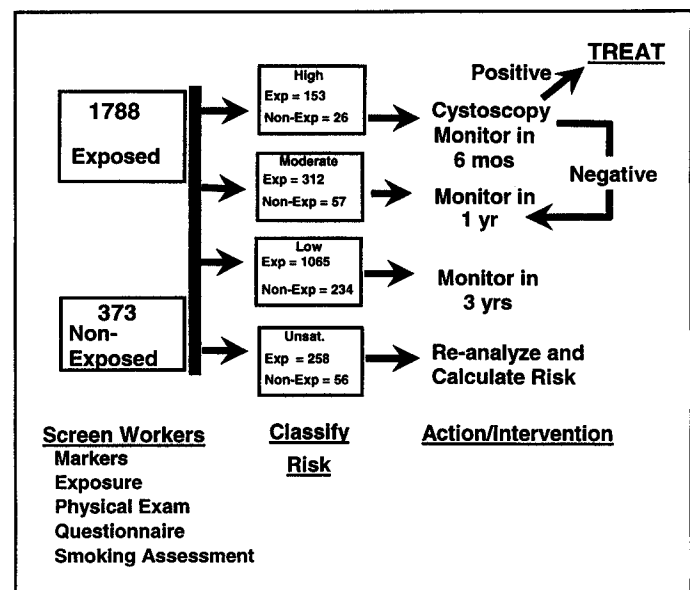 1788
Exposed
373
Non-
Exposed
High
Exp = 153
Non-Exp = 26
Moderate
Exp = 312
Non-Exp = 57
Low
Exp = 1065
Non-Exp = 234
Unsat.
Exp = 258
Non-Exp = 56
TREAT
Positive
Cystoscopy
Monitor in
6 mos
Negative
Monitor in
1 yr
Monitor in
3 yrs
Re-analyze and
Calculate Risk
Screen Workers
Markers
Exposure
Physical Exam
Questionnaire
Smoking Assessment
Classify
Risk
Action/Intervention